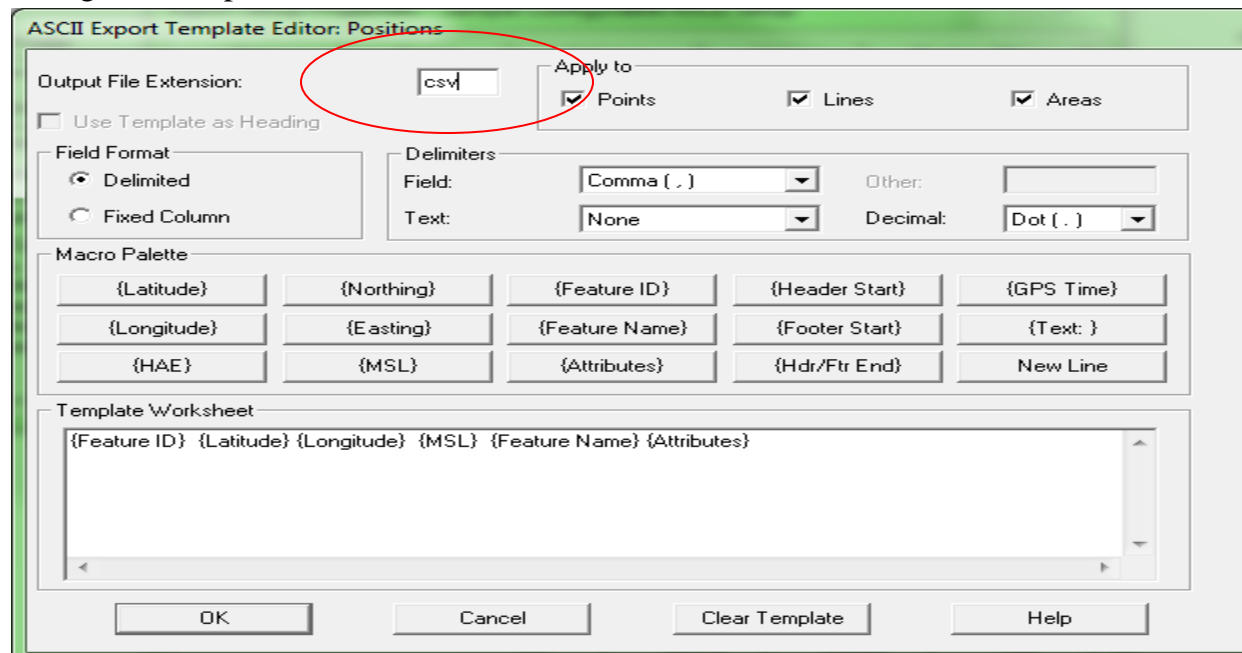 ASCII Export Template Editor: Positions
Output File Extension: csv
Apply to
Points Lines Areas
Use Template as Heading
Field Format
Delimited
Fixed Column
Delimiters
Field: Comma ( , ) Other:
Text: None Decimal: Dot ( . )
Macro Palette
{Latitude} {Northing} {Feature ID} {Header Start} {GPS Time}
{Longitude} {Easting} {Feature Name} {Footer Start} {Text: }
{HAE} {MSL} {Attributes} {Hdr/Ftr End} New Line
Template Worksheet
{Feature ID} {Latitude} {Longitude} {MSL} {Feature Name} {Attributes}
OK Cancel Clear Template Help